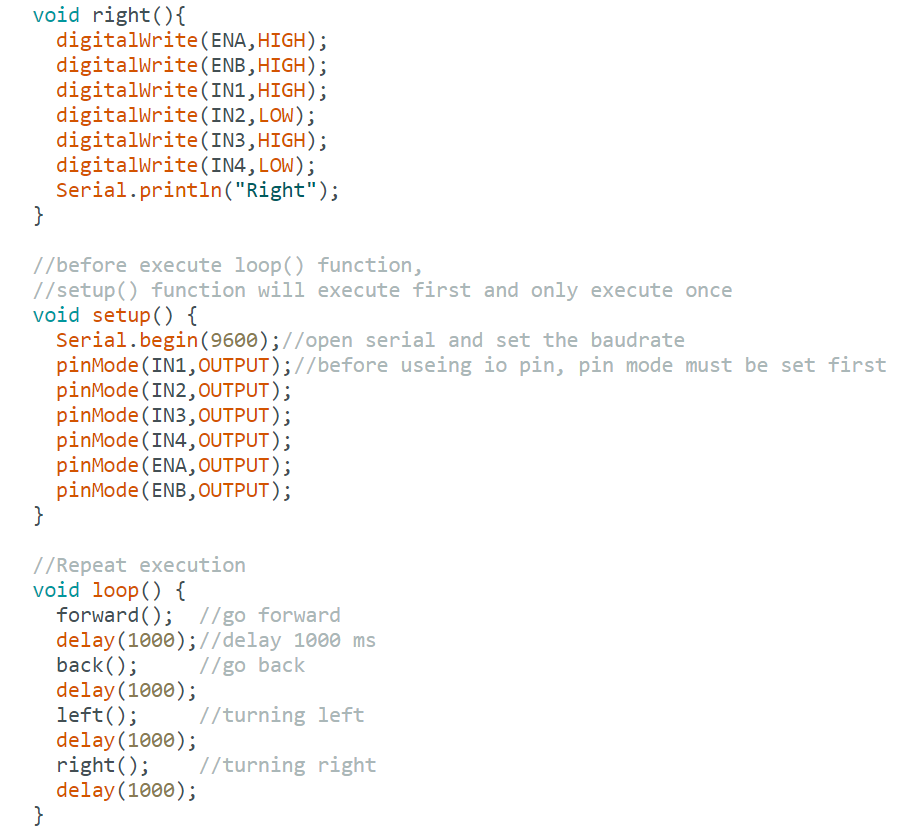 void right(){
  digitalWrite(ENA,HIGH);
  digitalWrite(ENB,HIGH);
  digitalWrite(IN1,HIGH);
  digitalWrite(IN2,LOW);
  digitalWrite(IN3,HIGH);
  digitalWrite(IN4,LOW);
  Serial.println("Right");
}

//before execute loop() function,
//setup() function will execute first and only execute once
void setup() {
  Serial.begin(9600);//open serial and set the baudrate
  pinMode(IN1,OUTPUT);//before useing io pin, pin mode must be set first
  pinMode(IN2,OUTPUT);
  pinMode(IN3,OUTPUT);
  pinMode(IN4,OUTPUT);
  pinMode(ENA,OUTPUT);
  pinMode(ENB,OUTPUT);
}

//Repeat execution
void loop() {
  forward();  //go forward
  delay(1000);//delay 1000 ms
  back();     //go back
  delay(1000);
  left();     //turning left
  delay(1000);
  right();    //turning right
  delay(1000);
}